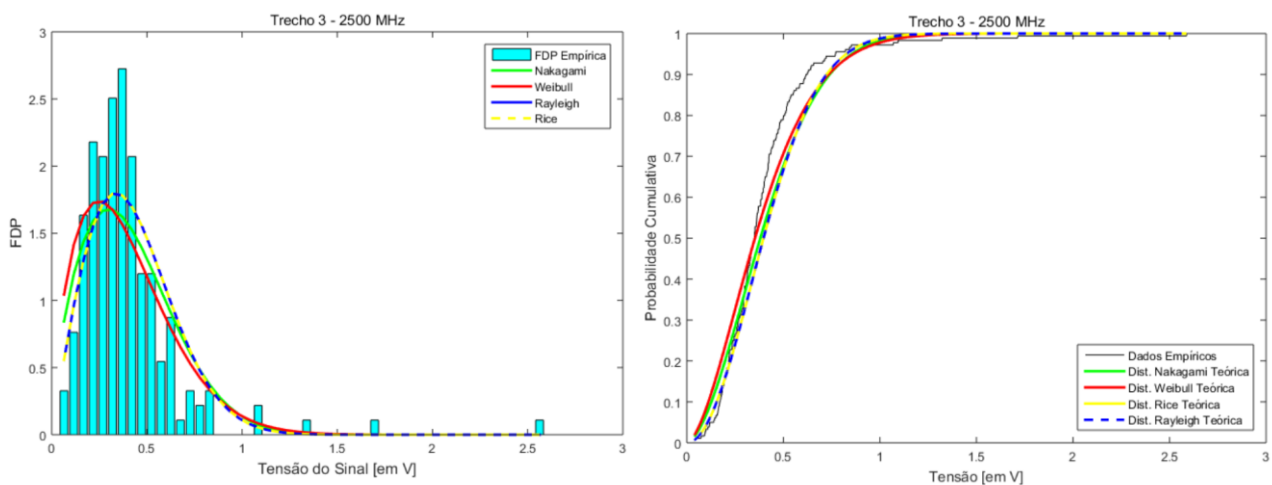 Trecho 3 - 2500 MHz
3
2.5
2
1.5
1
0.5
0
FDP
0
0.5
1
1.5
2
2.5
3
Tensão do Sinal [em V]
FDP Empírica
Nakagami
Weibull
Rayleigh
Rice
Trecho 3 - 2500 MHz
1
0.9
0.8
0.7
0.6
0.5
0.4
0.3
0.2
0.1
0
Probabilidade Cumulativa
0
0.5
1
1.5
2
2.5
3
Tensão [em V]
Dados Empíricos
Dist. Nakagami Teórica
Dist. Weibull Teórica
Dist. Rice Teórica
Dist. Rayleigh Teórica